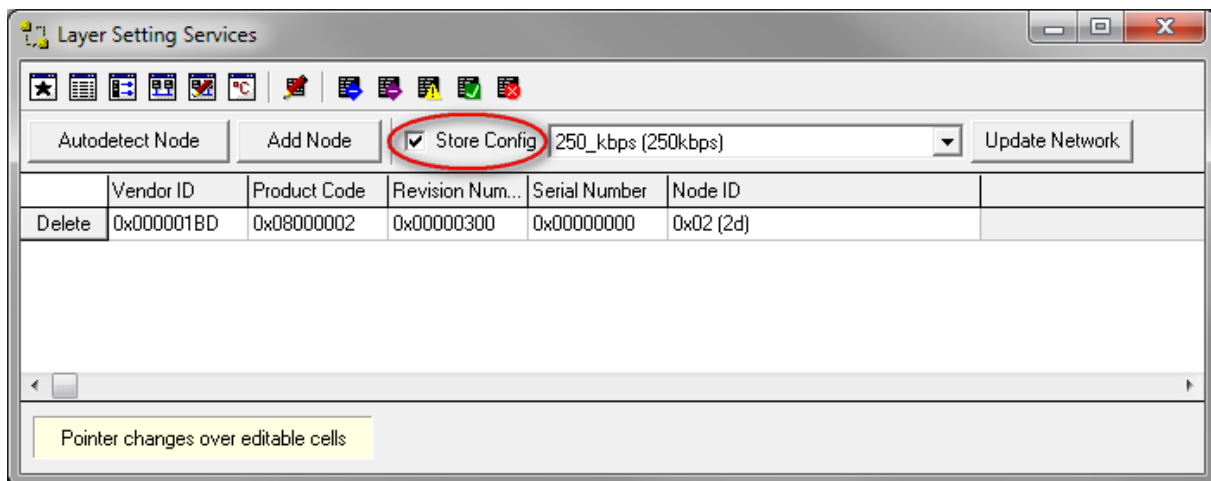 Layer Setting Services
°C
Autodetect Node Add Node Store Config 250_kbps (250kbps) Update Network
Vendor ID Product Code Revision Num... Serial Number Node ID
Delete 0x000001BD 0x08000002 0x00000300 0x00000000 0x02 (2d)
Pointer changes over editable cells